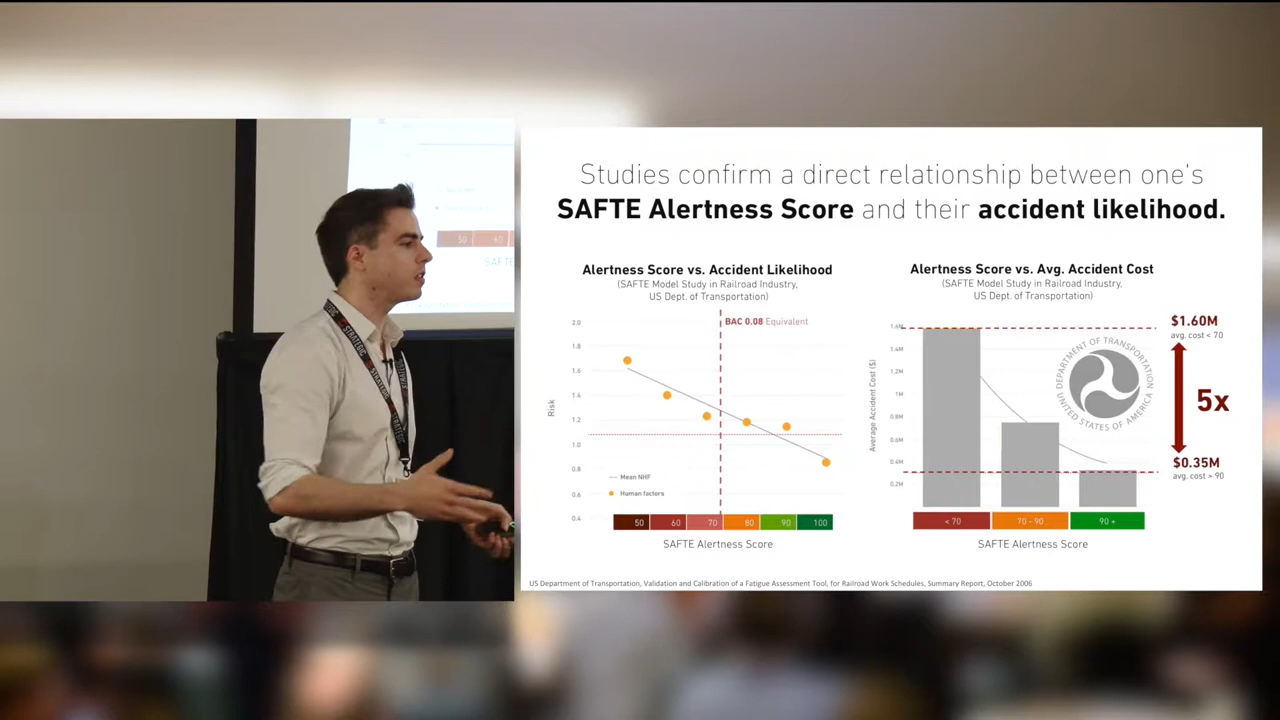 Studies confirm a direct relationship between one's
SAFTE Alertness Score and their accident likelihood.
Alertness Score vs. Accident Likelihood
(SAFTE Model Study in Railroad Industry,
US Dept. of Transportation)
BAC 0.08 Equivalent
2.0
1.8
1.6
1.4
1.2
1.0
0.8
0.6
0.4
Risk
Mean NHF
Human factors
50 60 70 80 90 100
SAFTE Alertness Score
Alertness Score vs. Avg. Accident Cost
(SAFTE Model Study in Railroad Industry,
US Dept. of Transportation)
1.6M
1.4M
1.2M
1M
0.8M
0.6M
0.4M
0.2M
Average Accident Cost ($)
DEPARTMENT OF TRANSPORTATION
UNITED STATES OF AMERICA
$1.60M
avg. cost < 70
5x
$0.35M
avg. cost > 90
< 70 70 - 90 90 +
SAFTE Alertness Score
US Department of Transportation, Validation and Calibration of a Fatigue Assessment Tool, for Railroad Work Schedules, Summary Report, October 2006
50 60
SAFTE
STRATEGIC
STRATEGIC